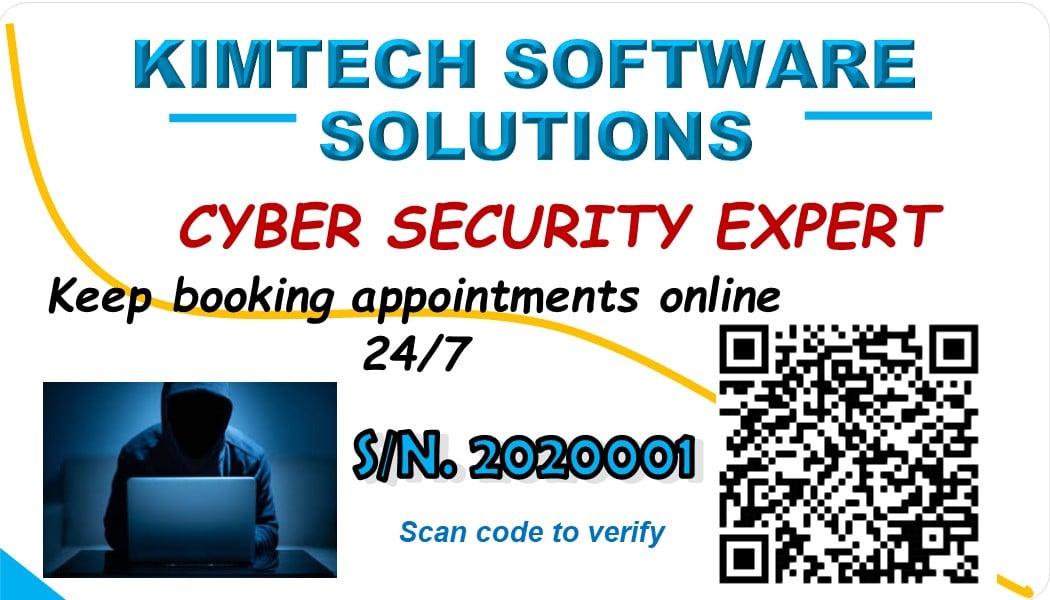 KIMTECH SOFTWARE
SOLUTIONS
CYBER SECURITY EXPERT
Keep booking appointments online
24/7
S/N. 2020001
Scan code to verify